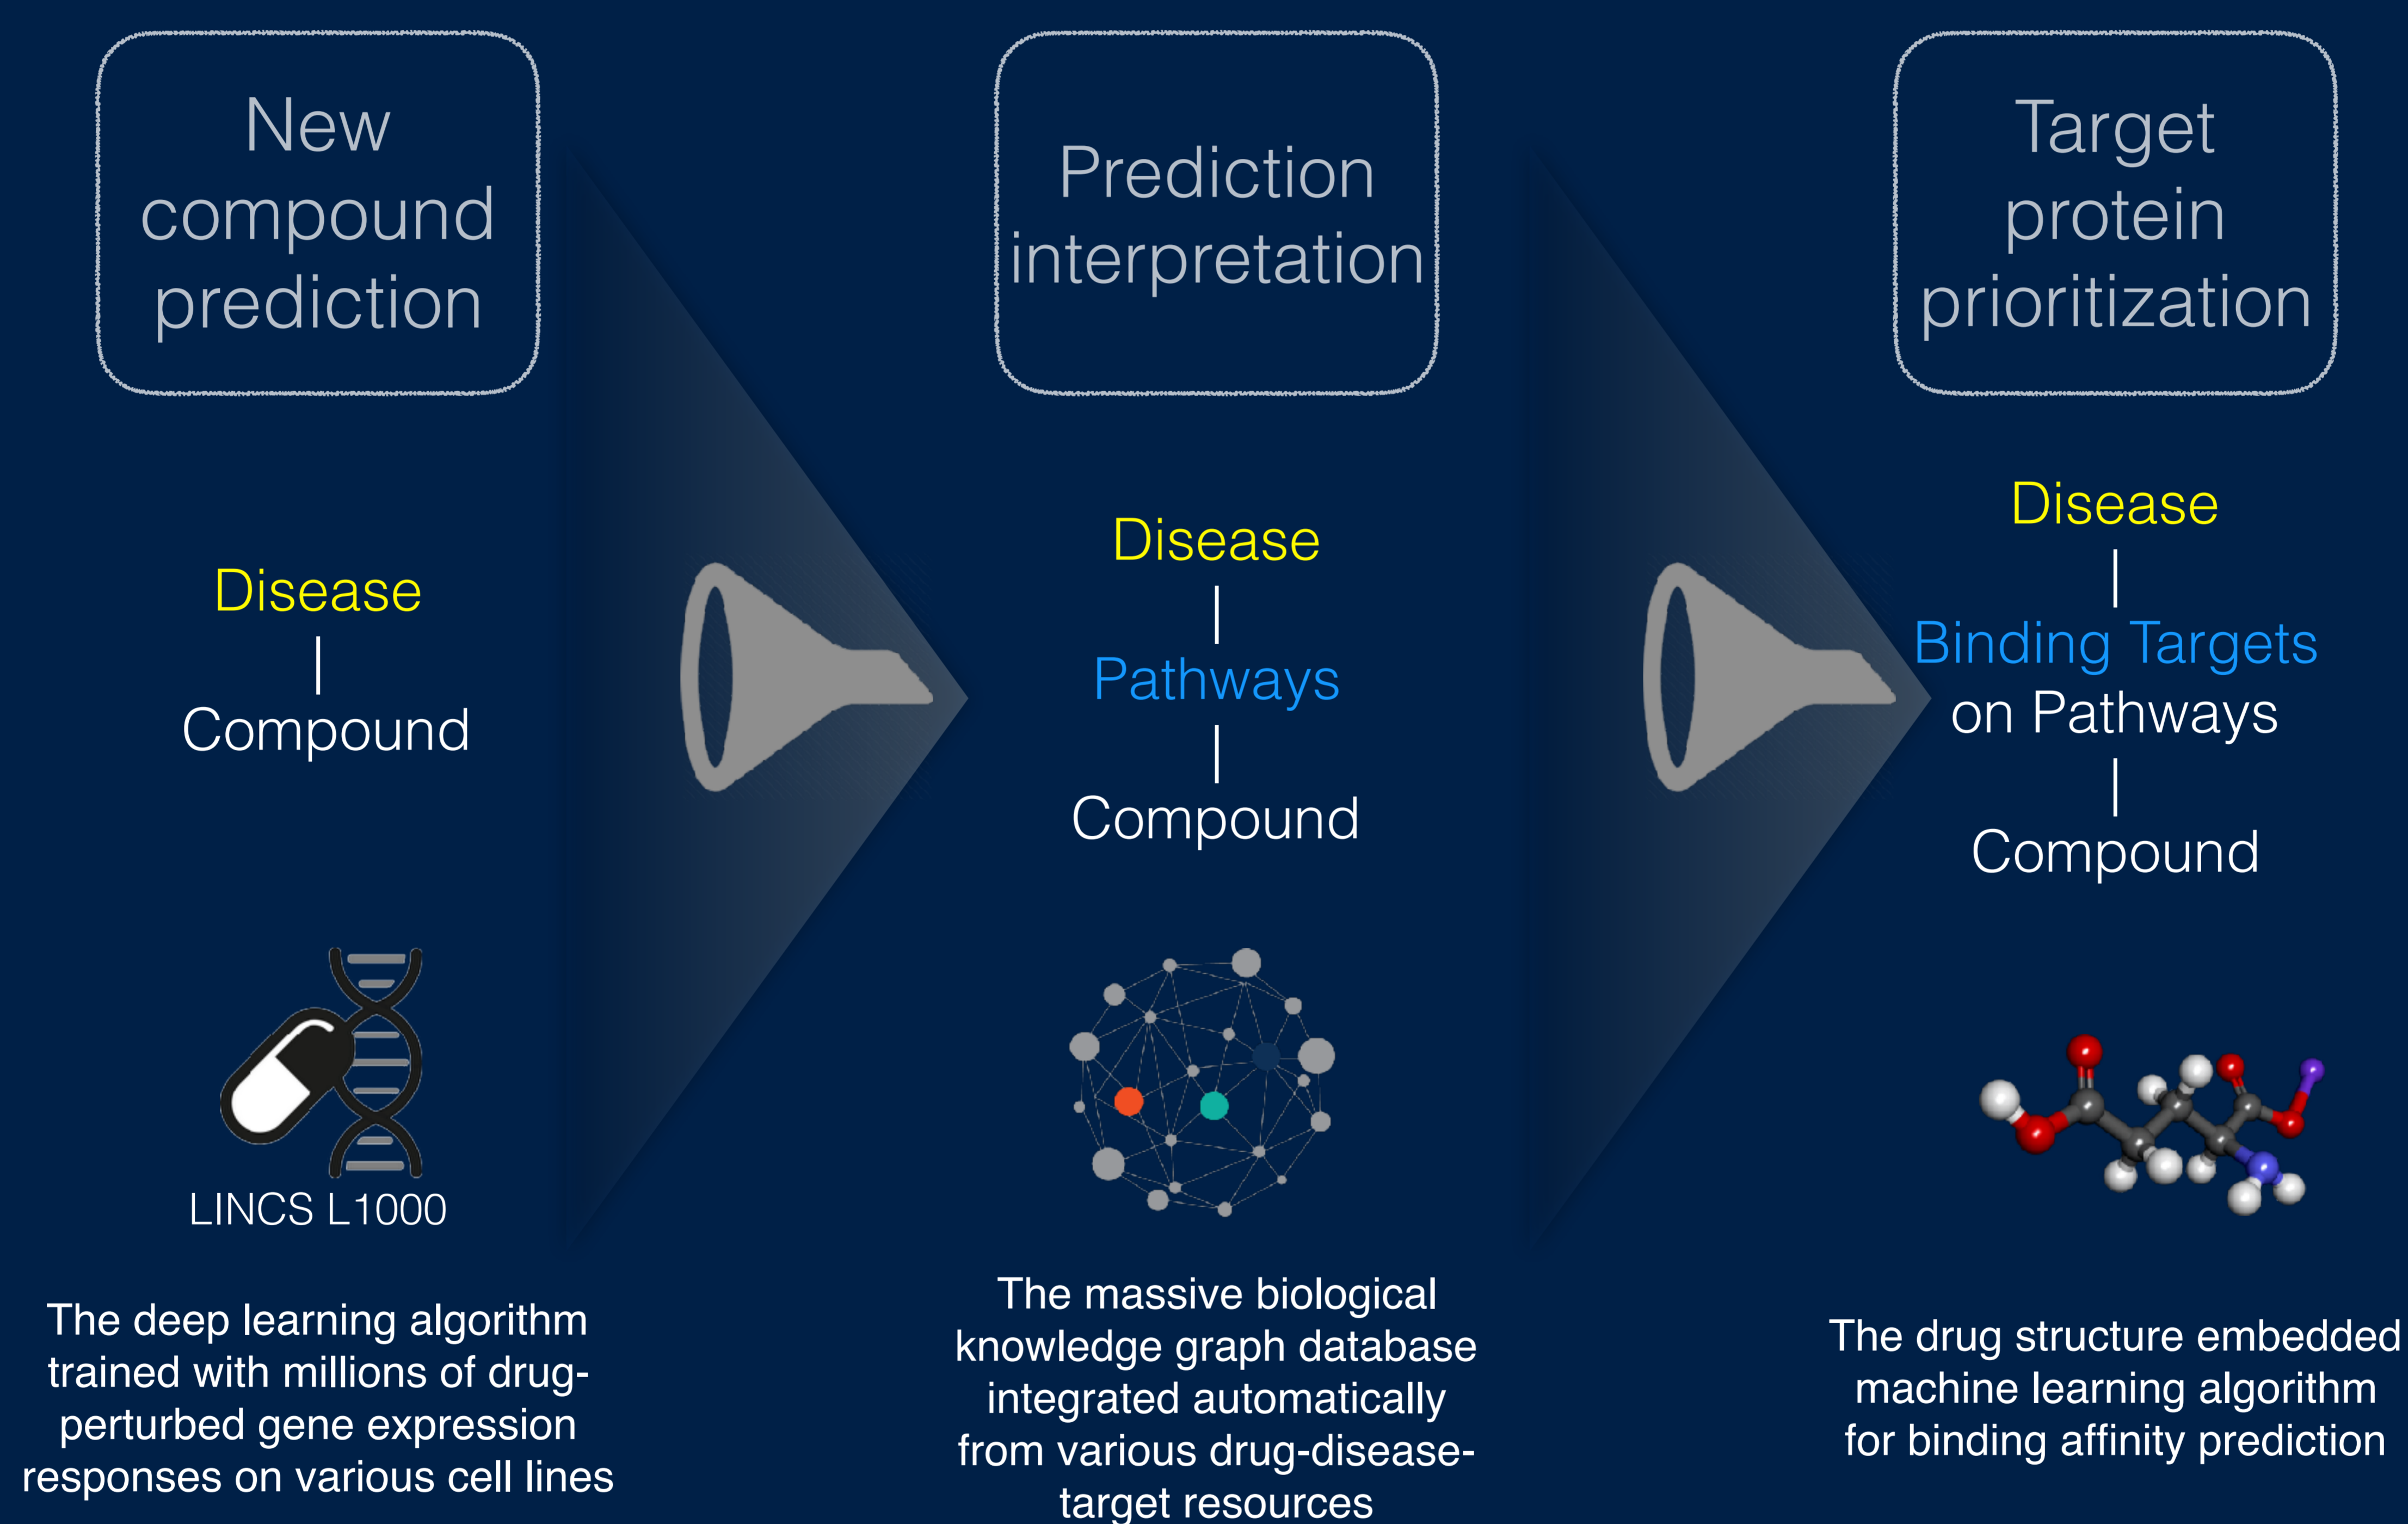 New
compound
prediction
Disease
Compound
LINCS L1000
The deep learning algorithm
trained with millions of drug-
perturbed gene expression
responses on various cell lines
Prediction
interpretation
Disease
Pathways
Compound
The massive biological
knowledge graph database
integrated automatically
from various drug-disease-
target resources
Target
protein
prioritization
Disease
Binding Targets
on Pathways
Compound
The drug structure embedded
machine learning algorithm
for binding affinity prediction